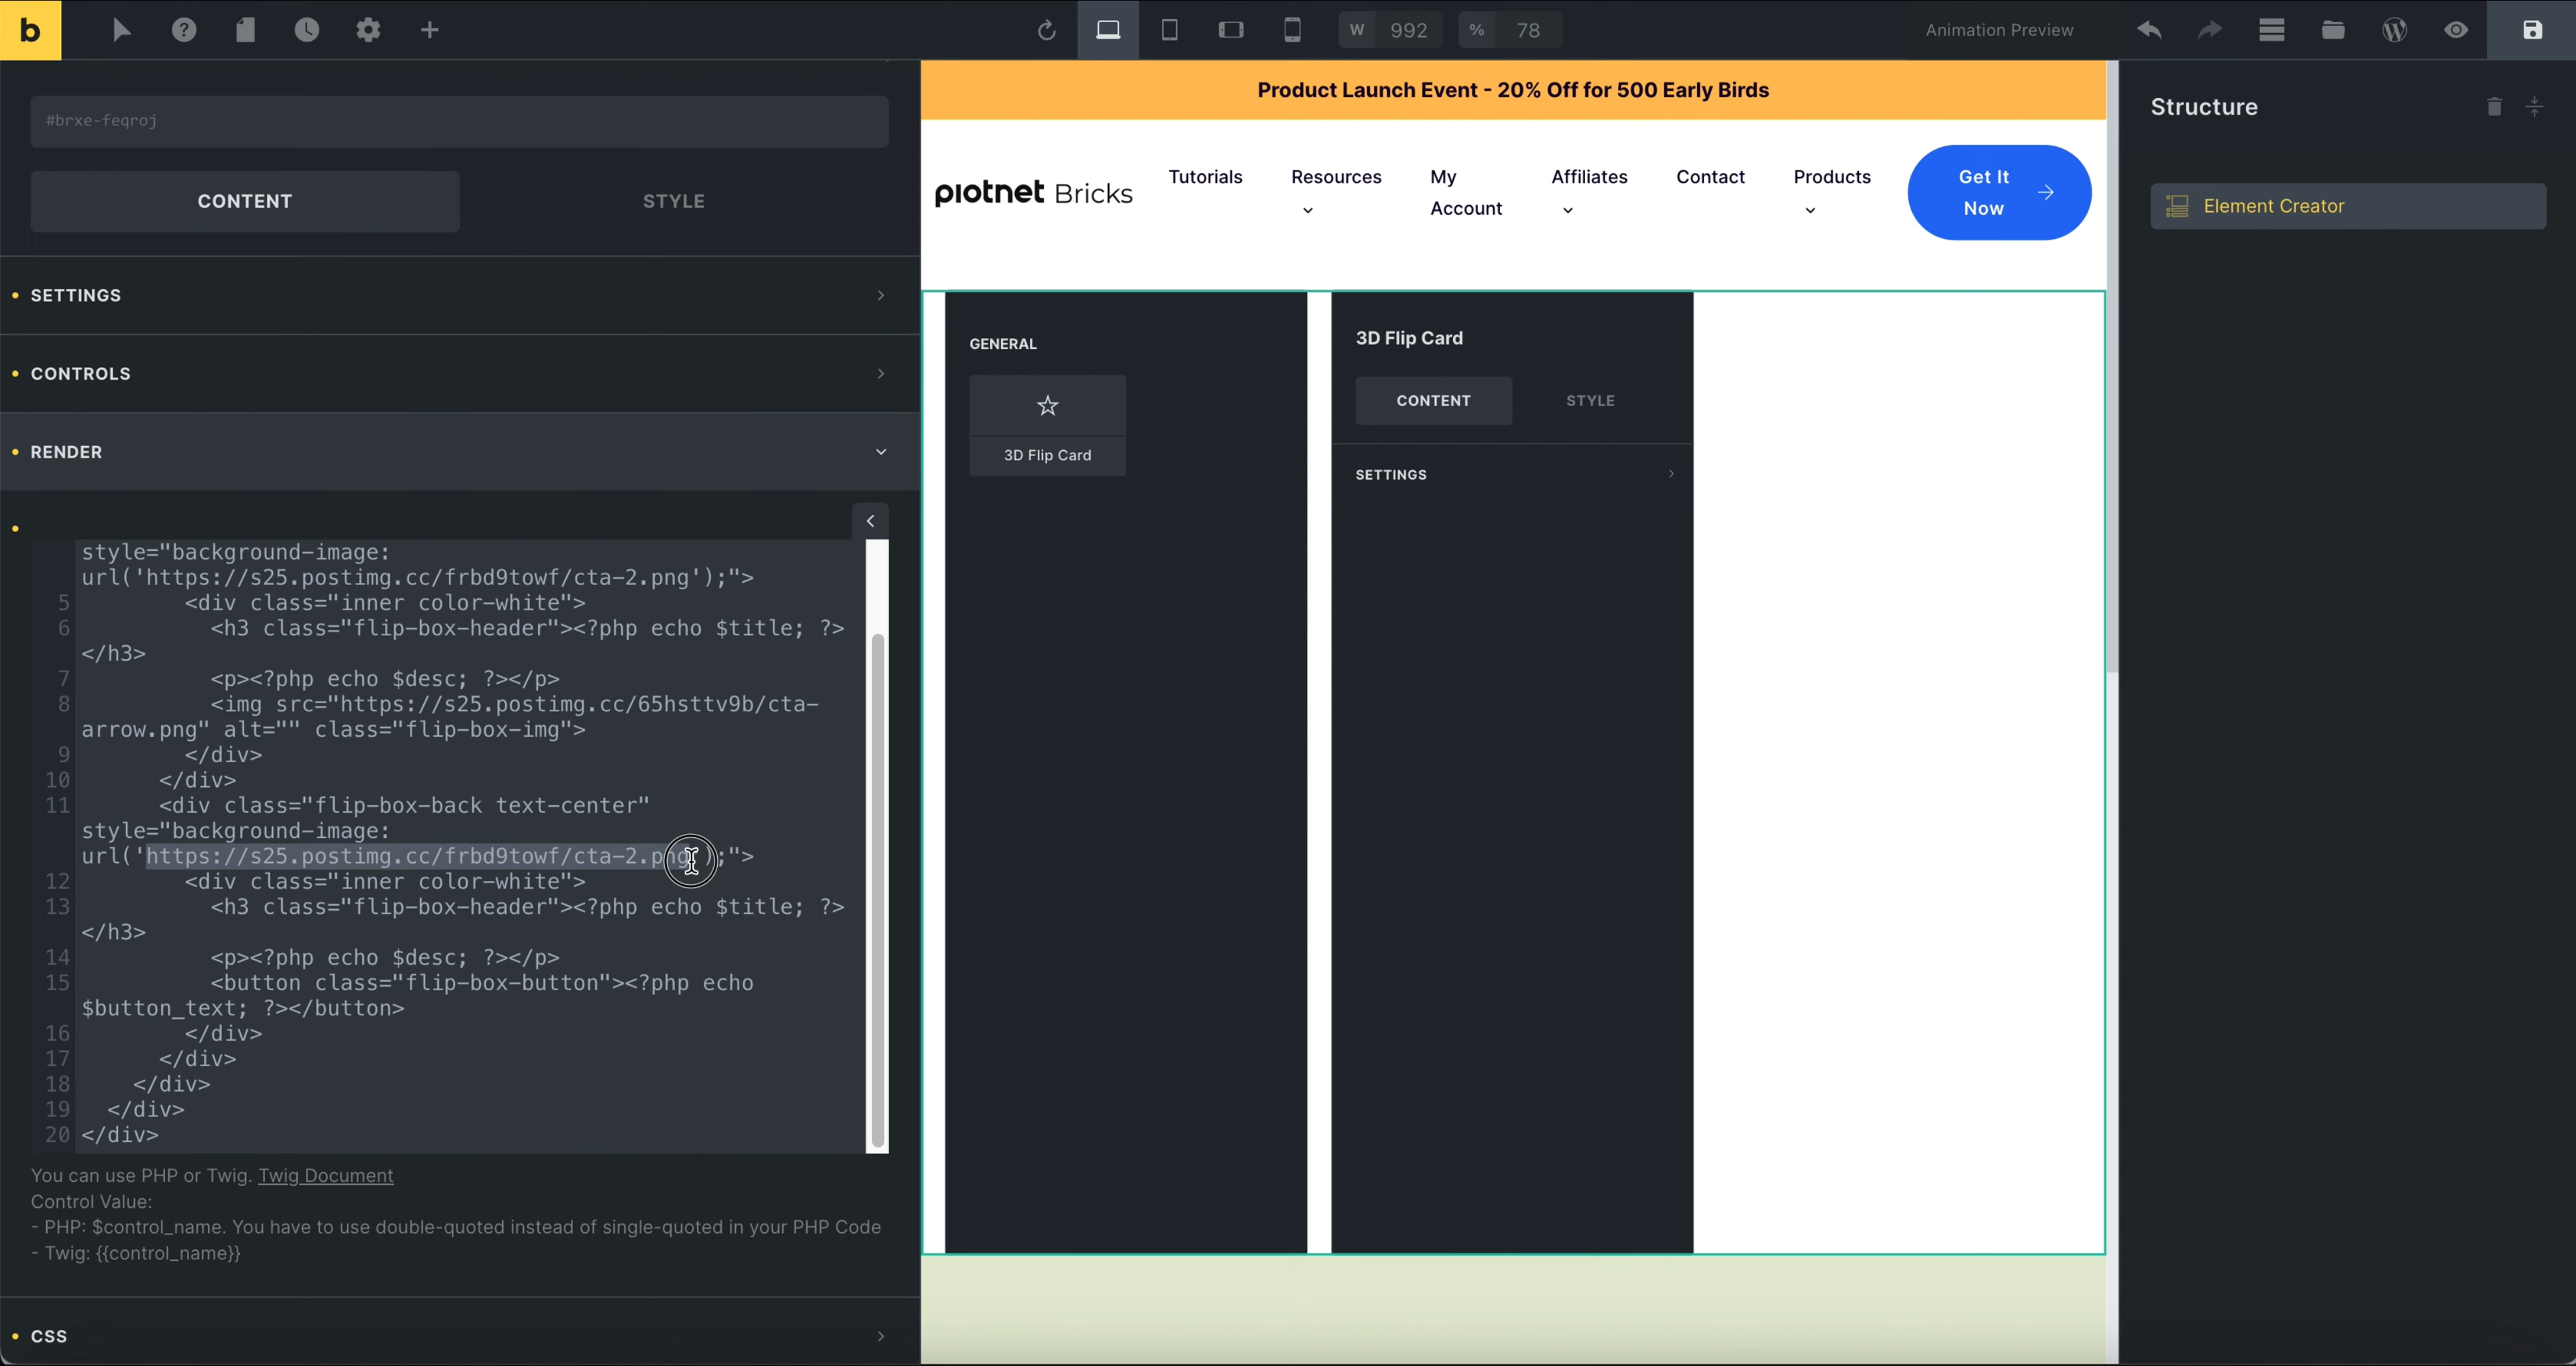 b
W 992 % 78
Animation Preview
#brxe-feqroj
CONTENT
STYLE
SETTINGS
CONTROLS
RENDER
style="background-image:
url('https://s25.postimg.cc/frbd9towf/cta-2.png');">
5 <div class="inner color-white">
6 <h3 class="flip-box-header"><?php echo $title; ?>
</h3>
7 <p><?php echo $desc; ?></p>
8 <img src="https://s25.postimg.cc/65hsttv9b/cta-
arrow.png" alt="" class="flip-box-img">
9 </div>
10 </div>
11 <div class="flip-box-back text-center"
style="background-image:
url('https://s25.postimg.cc/frbd9towf/cta-2.png');">
12 <div class="inner color-white">
13 <h3 class="flip-box-header"><?php echo $title; ?>
</h3>
14 <p><?php echo $desc; ?></p>
15 <button class="flip-box-button"><?php echo
$button_text; ?></button>
16 </div>
17 </div>
18 </div>
19 </div>
20 </div>
You can use PHP or Twig. Twig Document
Control Value:
- PHP: $control_name. You have to use double-quoted instead of single-quoted in your PHP Code
- Twig: {{control_name}}
CSS
Product Launch Event - 20% Off for 500 Early Birds
piotnet Bricks
Tutorials
Resources
My
Account
Affiliates
Contact
Products
Get It
Now
GENERAL
3D Flip Card
3D Flip Card
CONTENT
STYLE
SETTINGS
Structure
Element Creator